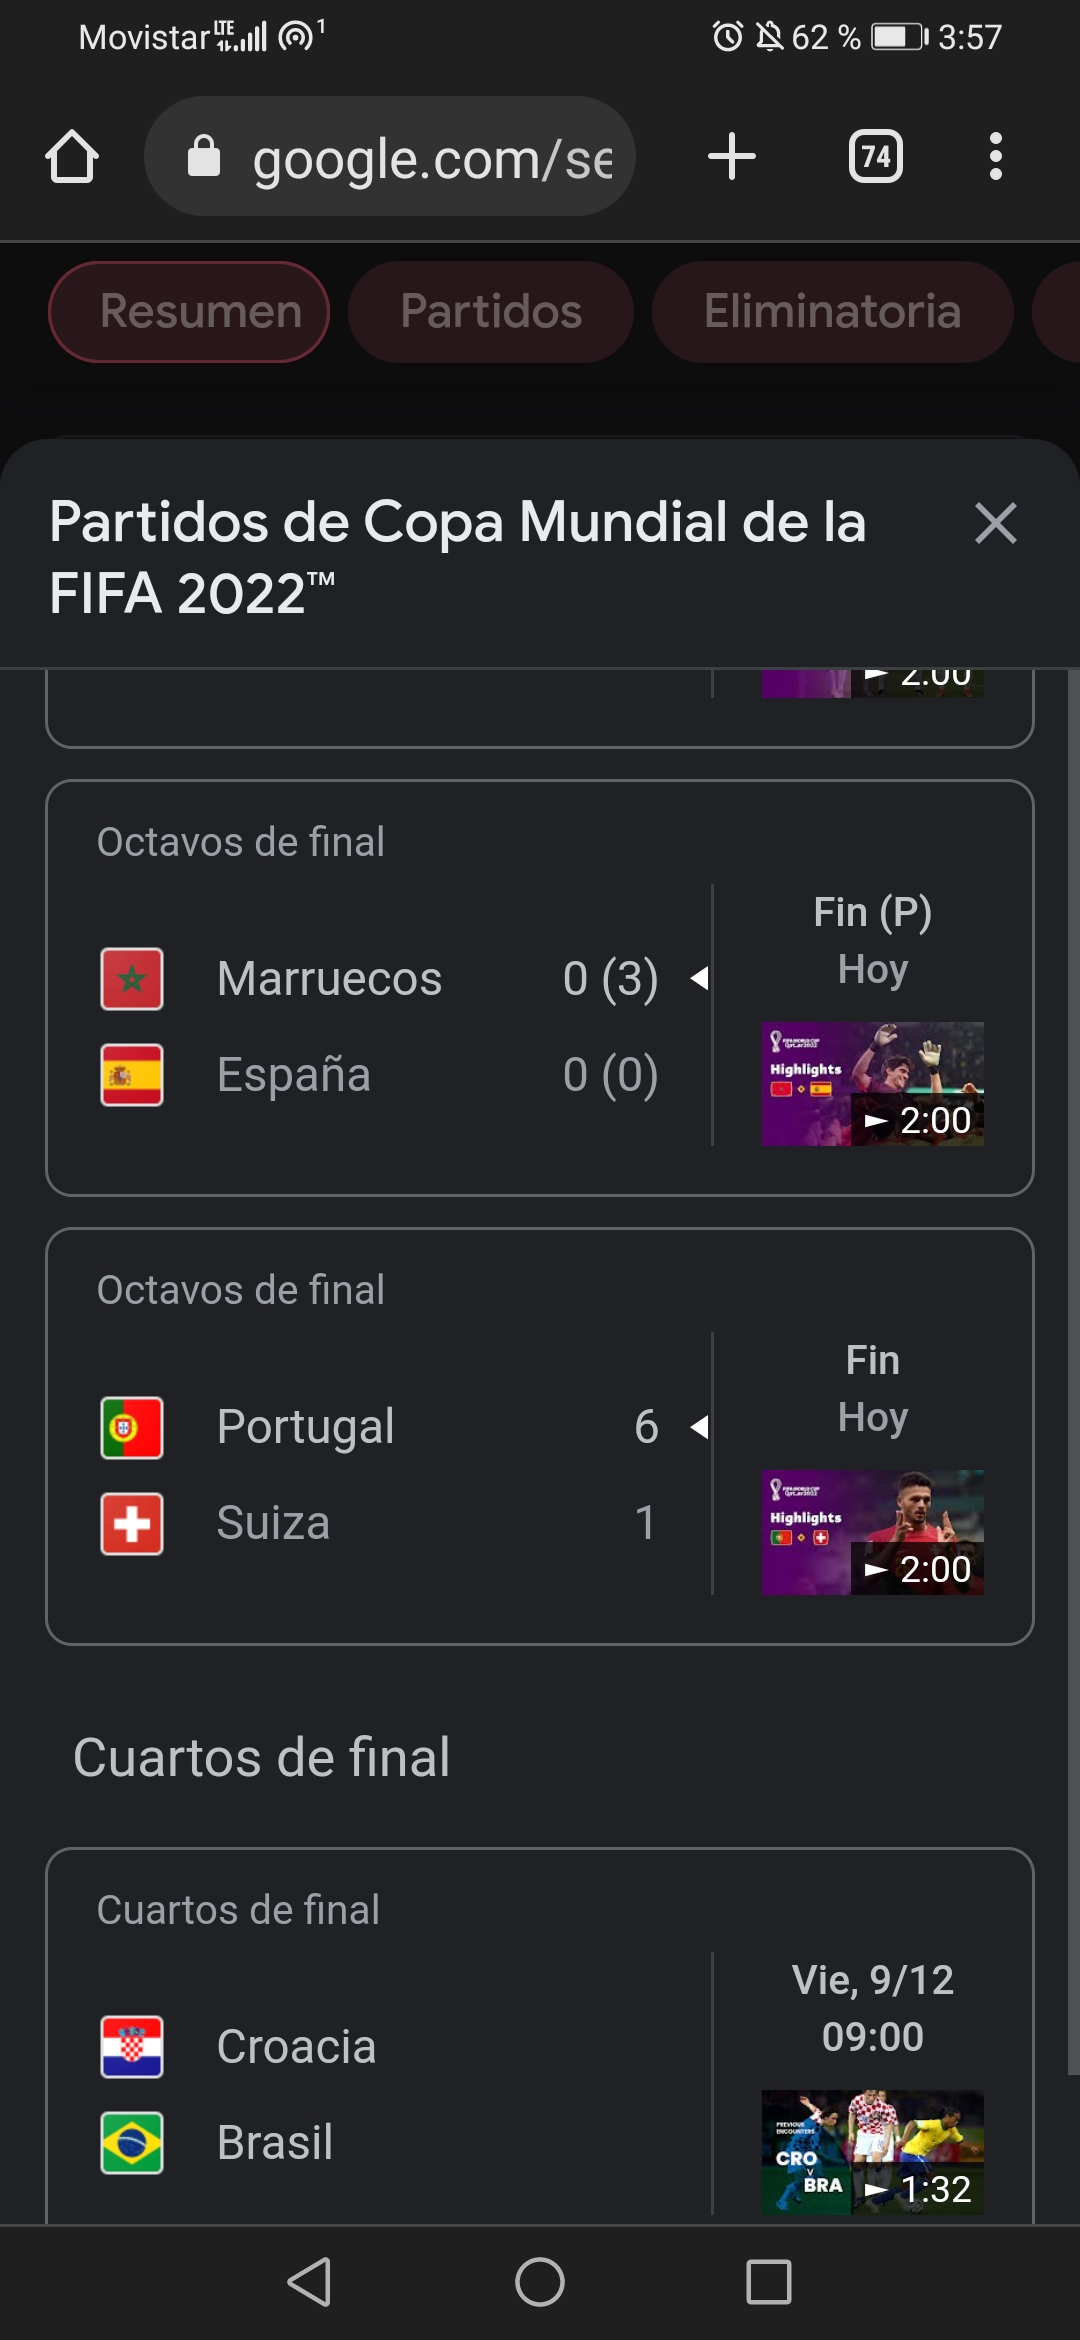 Movistar LTE 1 62 % 3:57
google.com/se
74
Resumen Partidos Eliminatoria
Partidos de Copa Mundial de la
FIFA 2022™
2:00
Octavos de final
Fin (P)
Hoy
Marruecos 0 (3)
España 0 (0)
Highlights
2:00
Octavos de final
Fin
Hoy
Portugal 6
Suiza 1
Highlights
2:00
Cuartos de final
Cuartos de final
Vie, 9/12
09:00
Croacia
Brasil
PREVIOUS
ENCOUNTERS
CRO
V
BRA
1:32